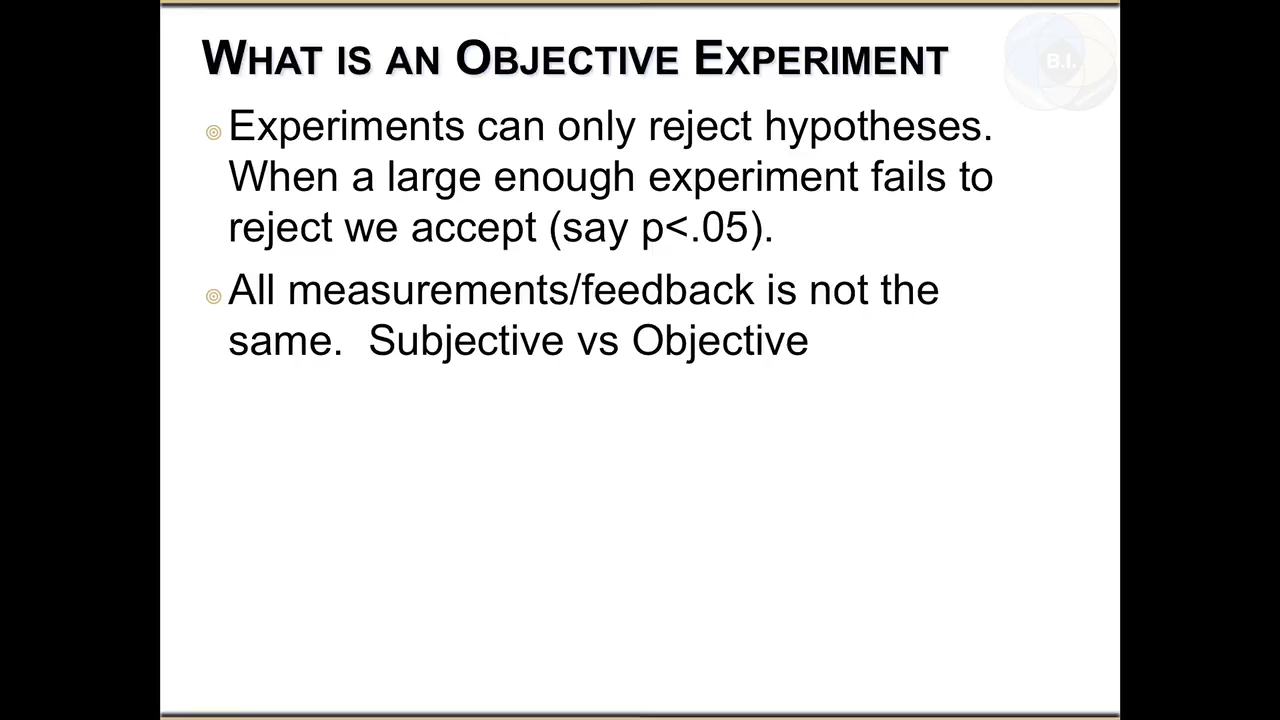 WHAT IS AN OBJECTIVE EXPERIMENT
B.I.
Experiments can only reject hypotheses.
When a large enough experiment fails to
reject we accept (say p<.05).
All measurements/feedback is not the
same. Subjective vs Objective